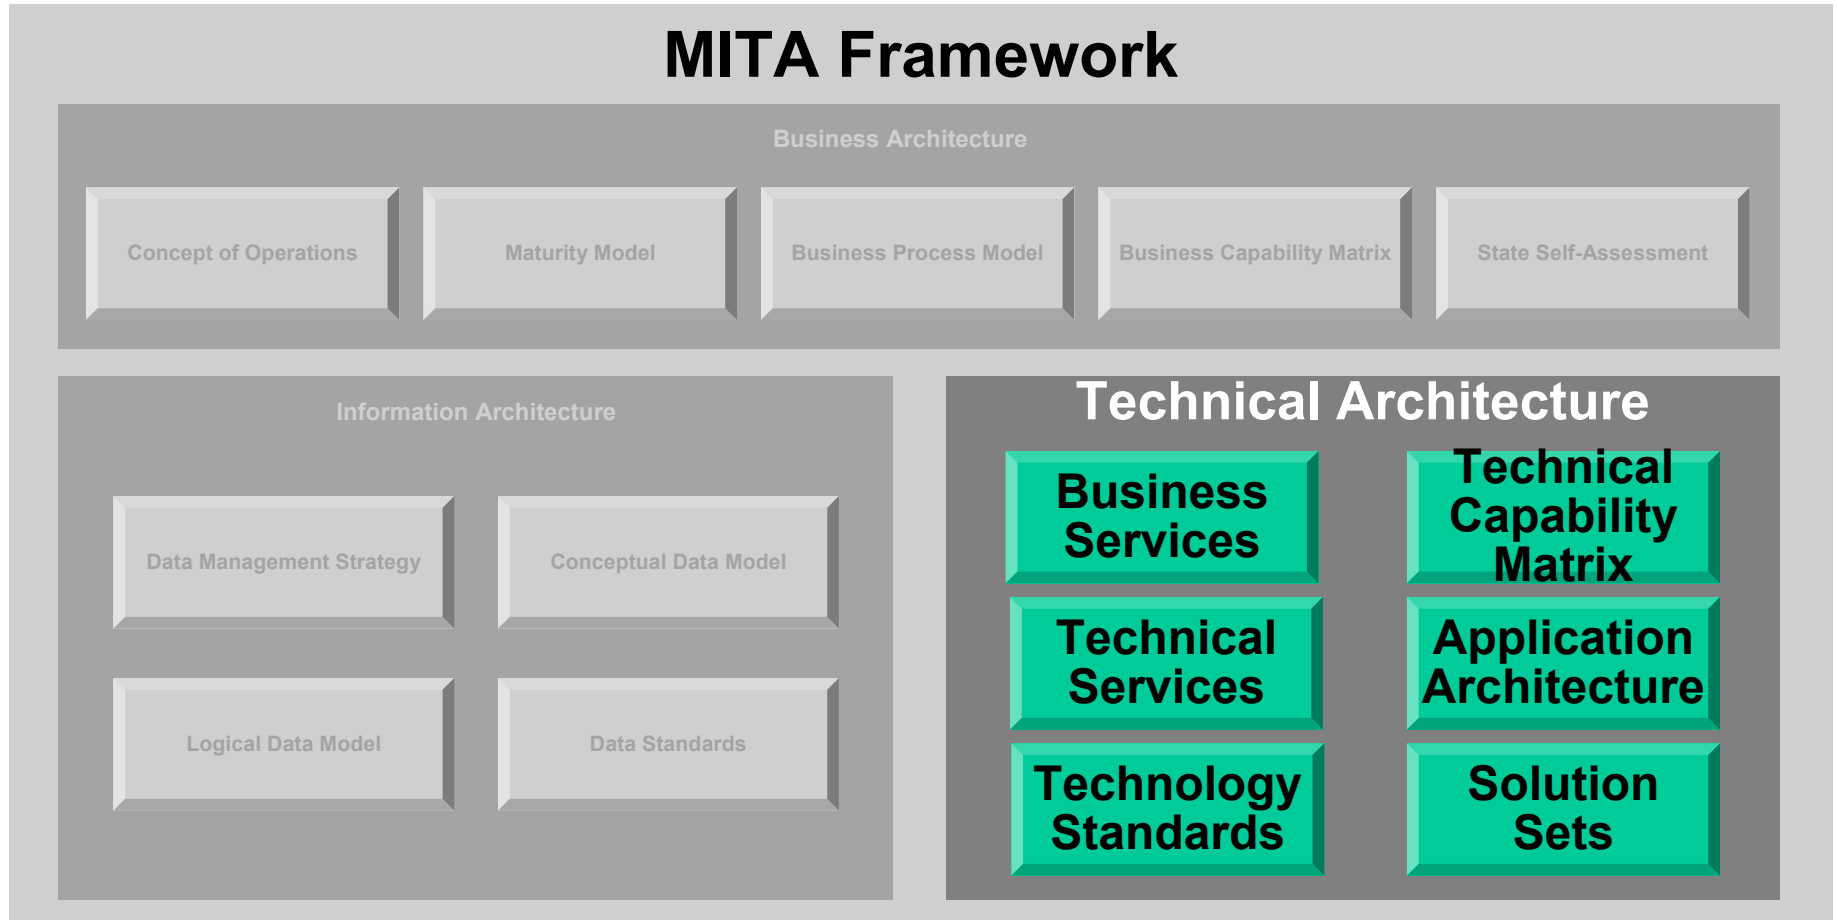 MITA Framework
Business Architecture
Concept of Operations
Maturity Model
Business Process Model
Business Capability Matrix
State Self-Assessment
Information Architecture
Data Management Strategy
Conceptual Data Model
Logical Data Model
Data Standards
Technical Architecture
Business
Services
Technical
Capability
Matrix
Technical
Services
Application
Architecture
Technology
Standards
Solution
Sets